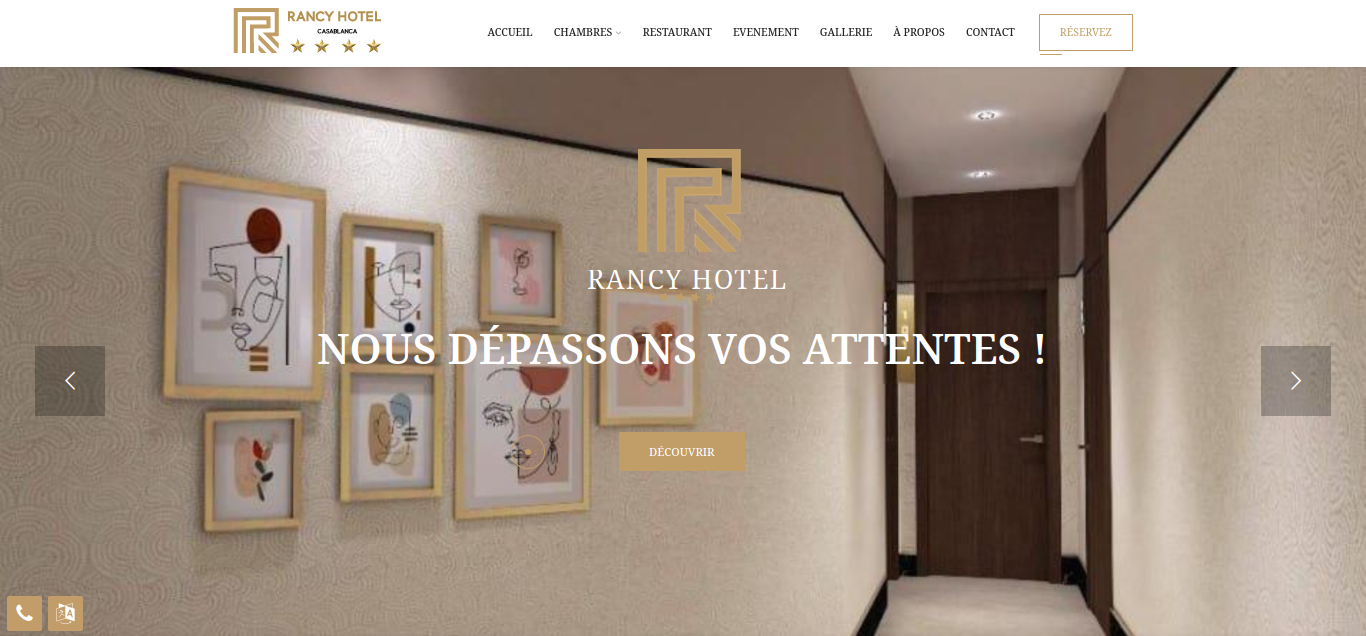 RANCY HOTEL
CASABLANCA
ACCUEIL
CHAMBRES
RESTAURANT
EVENEMENT
GALLERIE
À PROPOS
CONTACT
RÉSERVEZ
RANCY HOTEL
NOUS DÉPASSONS VOS ATTENTES !
DÉCOUVRIR